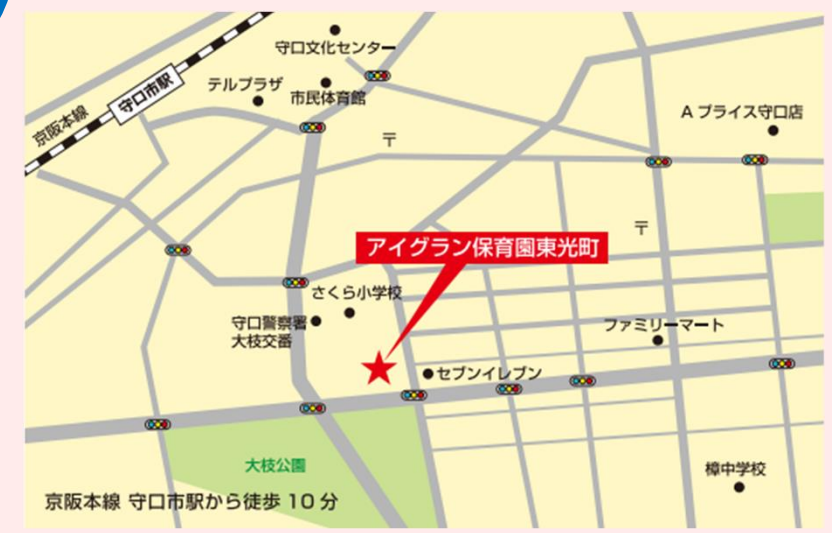 守口文化センター
テルプラザ
市民体育館
守口市駅
京阪本線
〒
A プライス守口店
〒
アイグラン保育園東光町
さくら小学校
守口警察署
大枝交番
ファミリーマート
セブンイレブン
大枝公園
樟中学校
京阪本線 守口市駅から徒歩 10 分